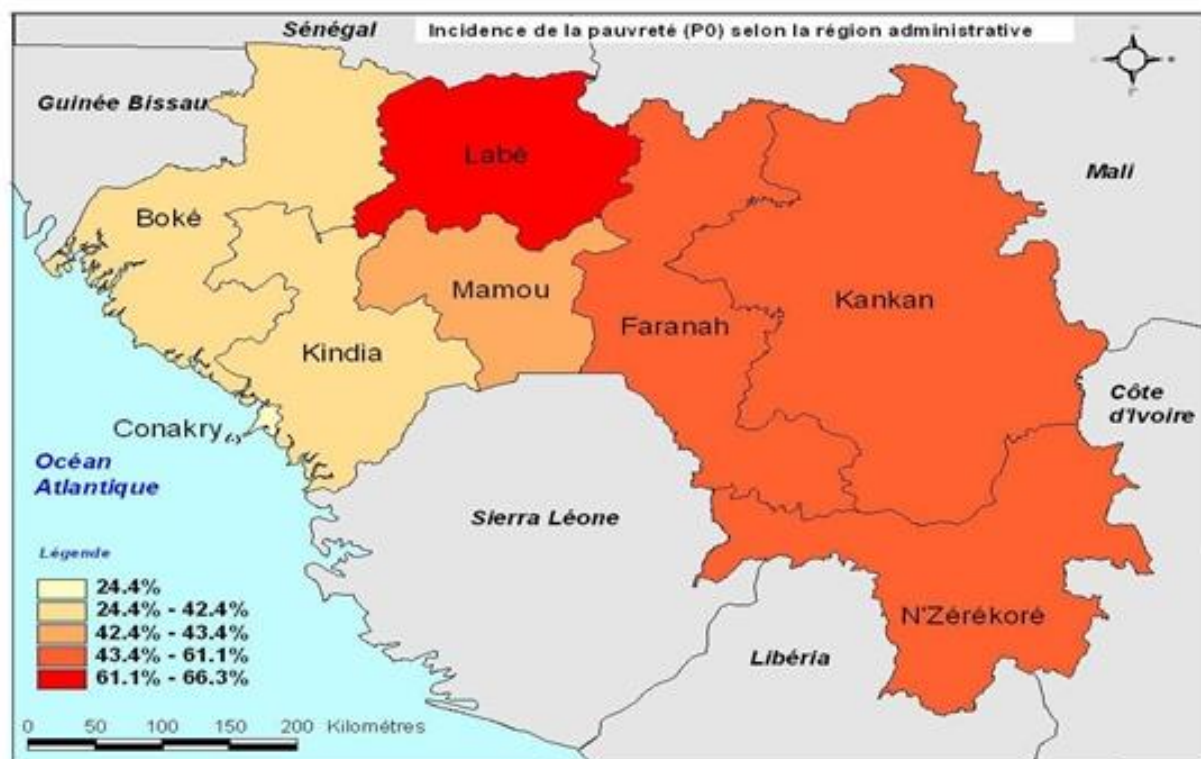 Sénégal
Incidence de la pauvreté (P0) selon la région administrative
Guinée Bissau
Labé
Mali
Boké
Mamou
Kankan
Faranah
Kindia
Côte
d'Ivoire
Conakry
Océan
Atlantique
Sierra Léone
Légende
24.4%
24.4% - 42.4%
42.4% - 43.4%
43.4% - 61.1%
61.1% - 66.3%
N'Zérékoré
Libéria
0 50 100 150 200 Kilométres